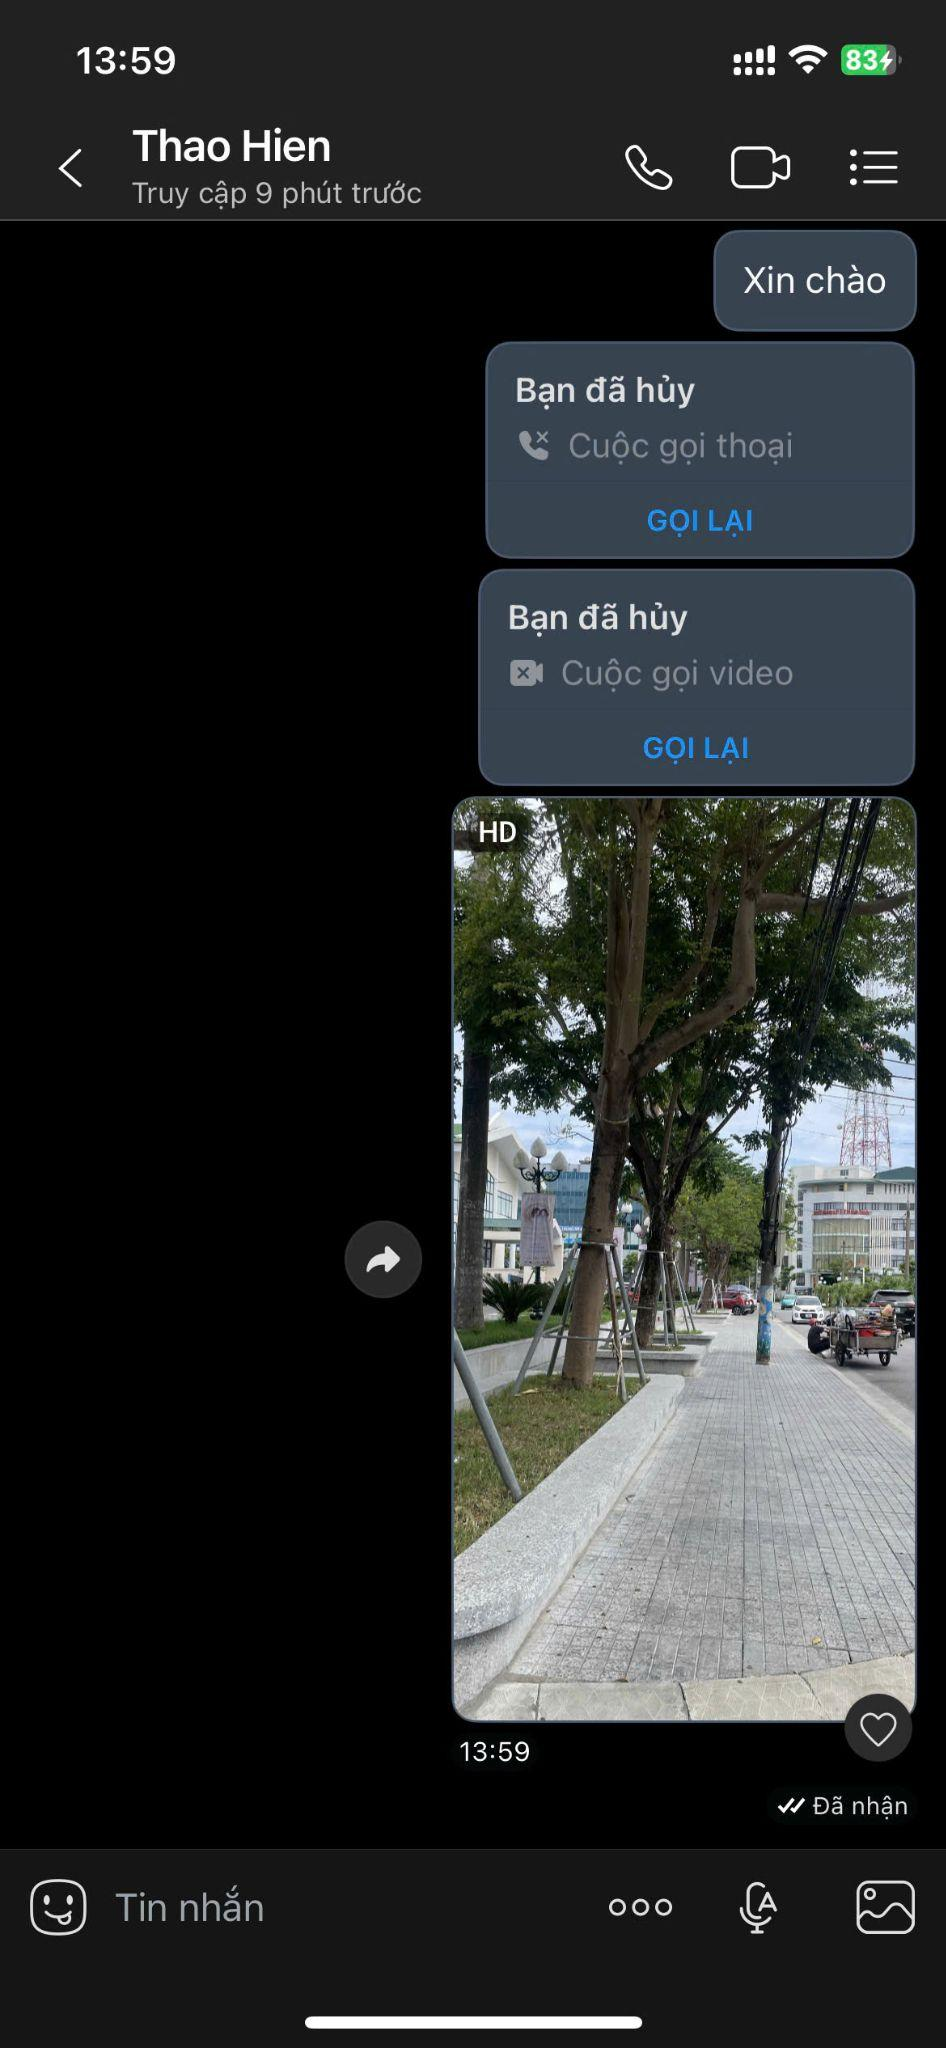 13:59
83
Thao Hien
Truy cập 9 phút trước
Xin chào
Bạn đã hủy
Cuộc gọi thoại
GỌI LẠI
Bạn đã hủy
Cuộc gọi video
GỌI LẠI
HD
13:59
Đã nhận
Tin nhắn